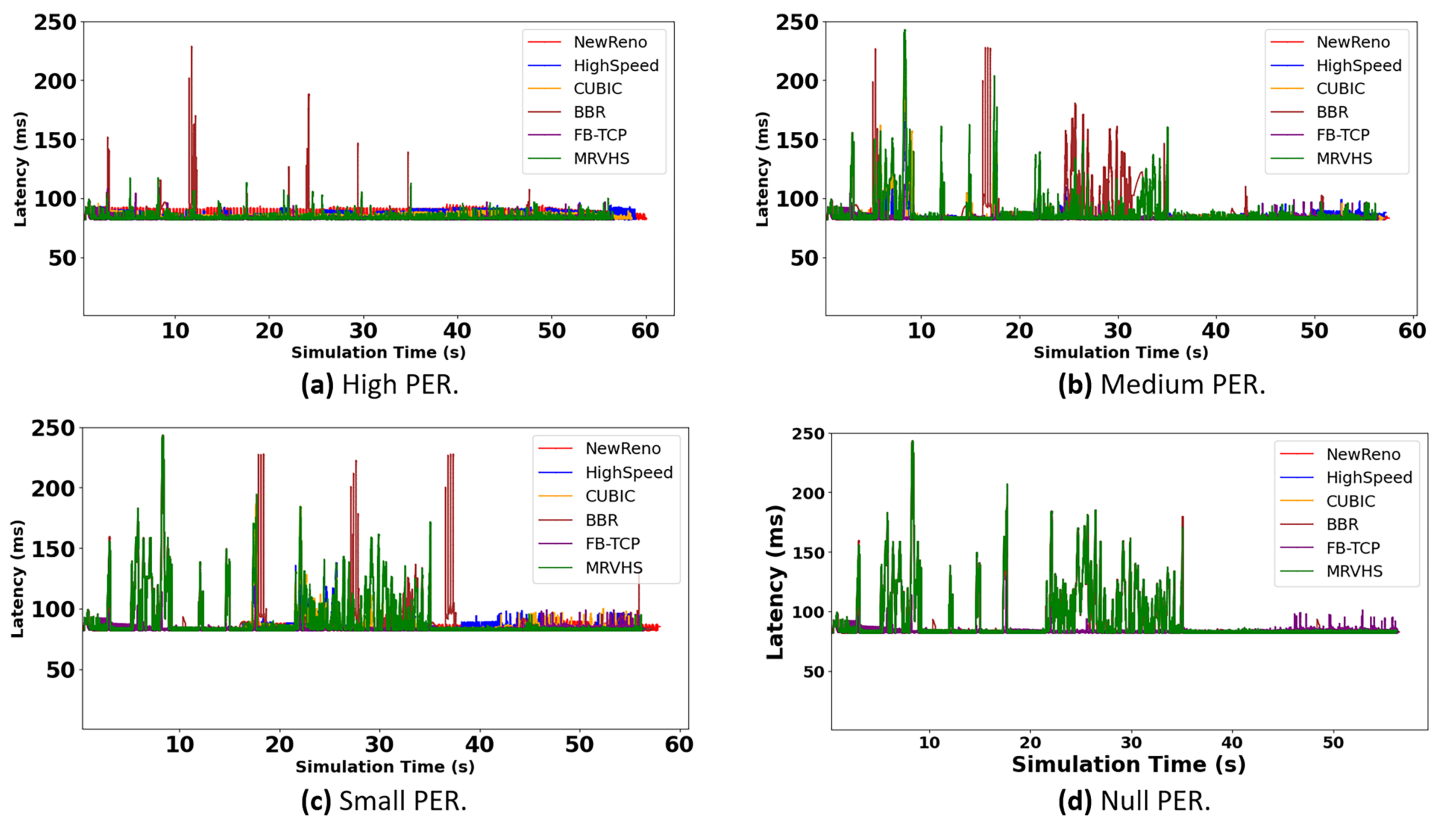 250
200
150
100
50
Latency (ms)
NewReno
HighSpeed
CUBIC
BBR
FB-TCP
MRVHS
10 20 30 40 50 60
Simulation Time (s)
(a) High PER.
250
200
150
100
50
Latency (ms)
NewReno
HighSpeed
CUBIC
BBR
FB-TCP
MRVHS
10 20 30 40 50 60
Simulation Time (s)
(b) Medium PER.
250
200
150
100
50
Latency (ms)
NewReno
HighSpeed
CUBIC
BBR
FB-TCP
MRVHS
10 20 30 40 50 60
Simulation Time (s)
(c) Small PER.
250
200
150
100
50
Latency (ms)
NewReno
HighSpeed
CUBIC
BBR
FB-TCP
MRVHS
10 20 30 40 50
Simulation Time (s)
(d) Null PER.